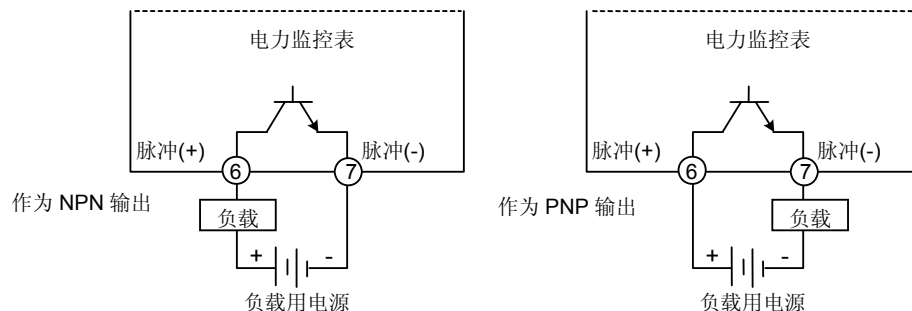 电力监控表
脉冲(+)
6
7
脉冲(-)
作为 NPN 输出
负载
+
-
负载用电源
电力监控表
脉冲(+)
6
7
脉冲(-)
作为 PNP 输出
负载
+
-
负载用电源